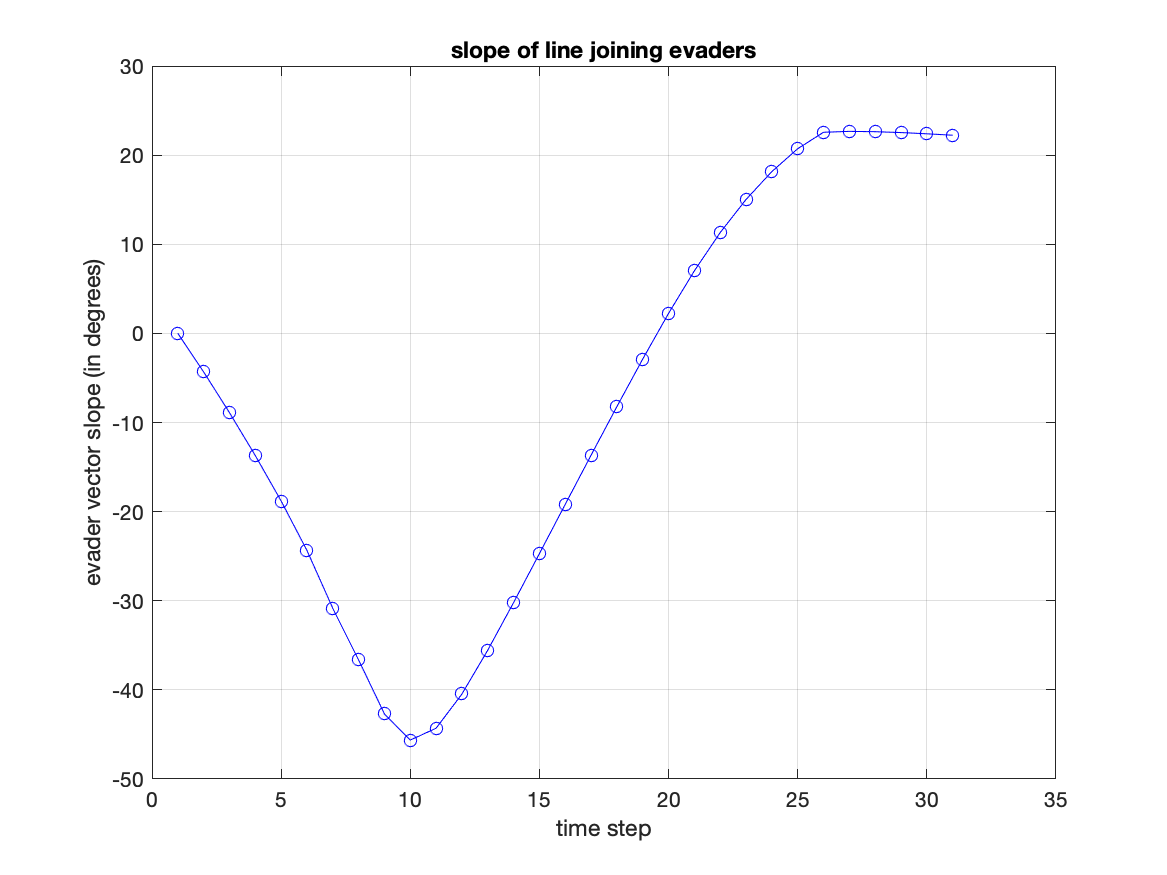 slope of line joining evaders
30
20
10
0
-10
-20
-30
-40
-50
evader vector slope (in degrees)
0 5 10 15 20 25 30 35
time step